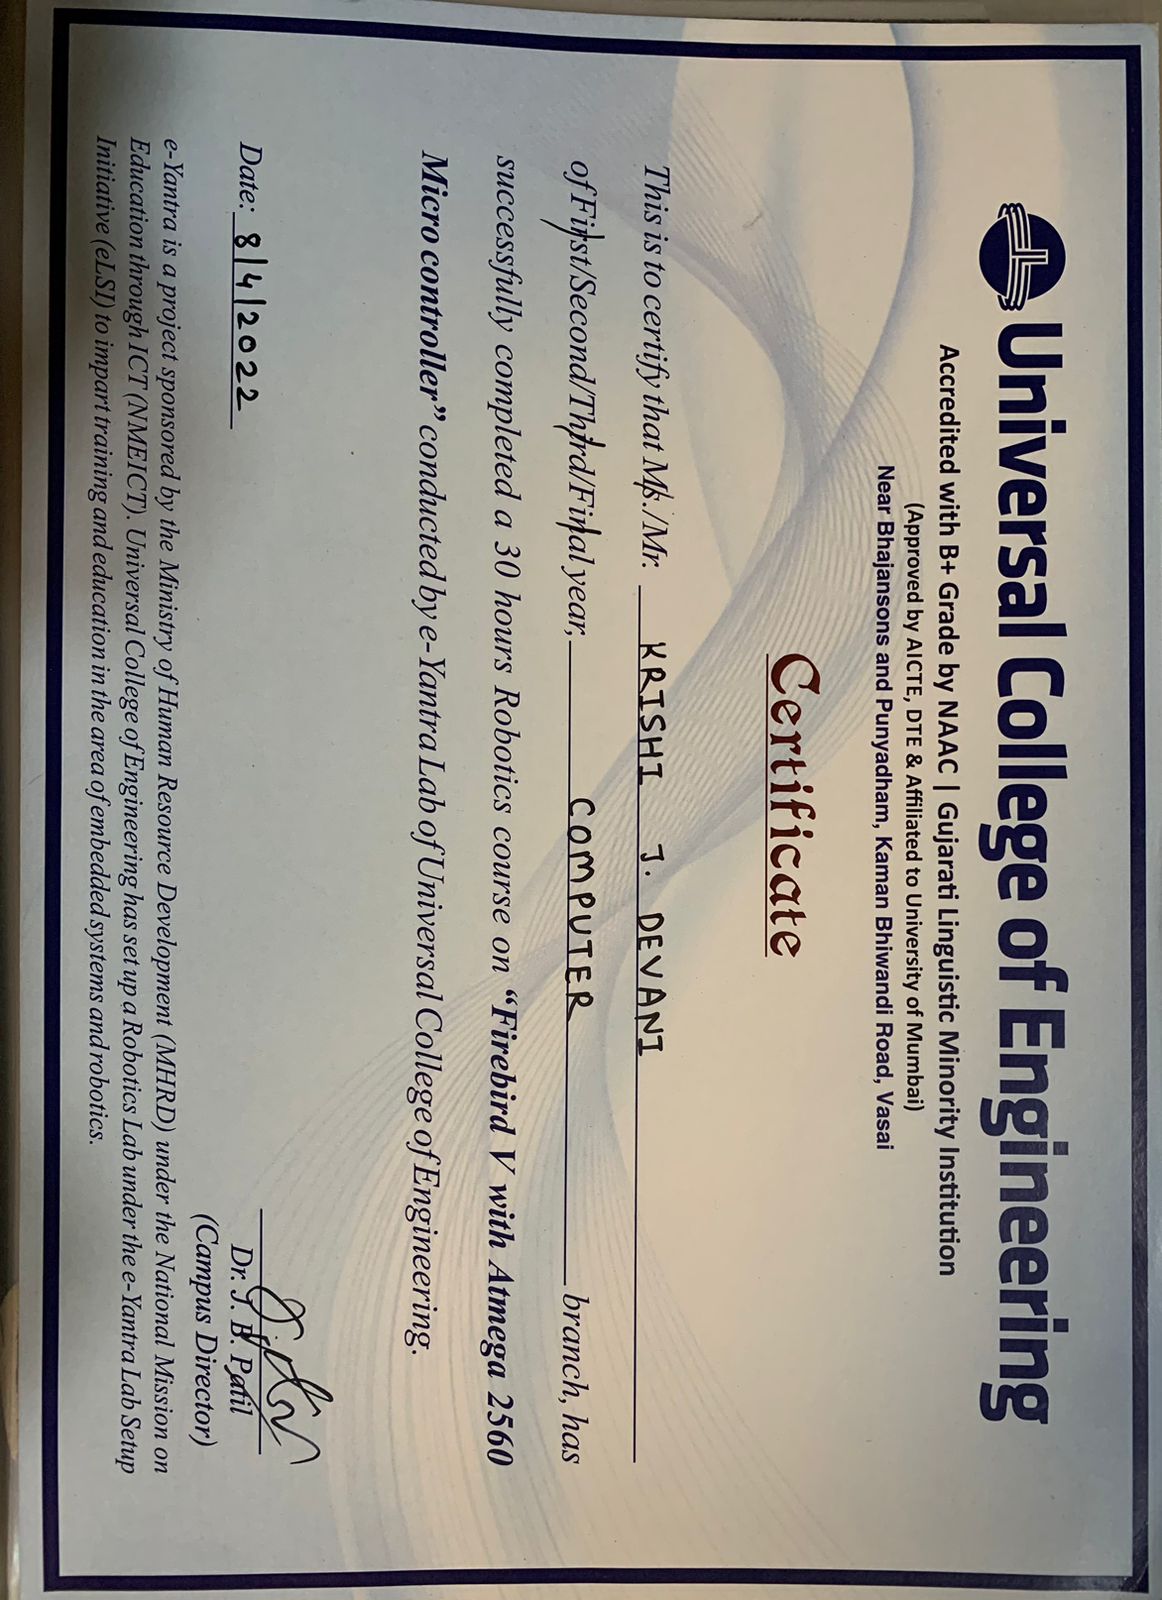 Universal College of Engineering
Accredited with B+ Grade by NAAC | Gujarati Linguistic Minority Institution
(Approved by AICTE, DTE & Affiliated to University of Mumbai)
Near Bhajansons and Punyadham, Kaman Bhiwandi Road, Vasai
Certificate
This is to certify that Ms./Mr. KRISHI J. DEVANI
of First/Second/Third/Final year, COMPUTER branch, has
successfully completed a 30 hours Robotics course on "Firebird V with Atmega 2560
Micro controller" conducted by e-Yantra Lab of Universal College of Engineering.
Date: 8/4/2022
Dr. J. B. Patil
(Campus Director)
e-Yantra is a project sponsored by the Ministry of Human Resource Development (MHRD) under the National Mission on
Education through ICT (NMEICT). Universal College of Engineering has set up a Robotics Lab under the e-Yantra Lab Setup
Initiative (eLSI) to impart training and education in the area of embedded systems and robotics.